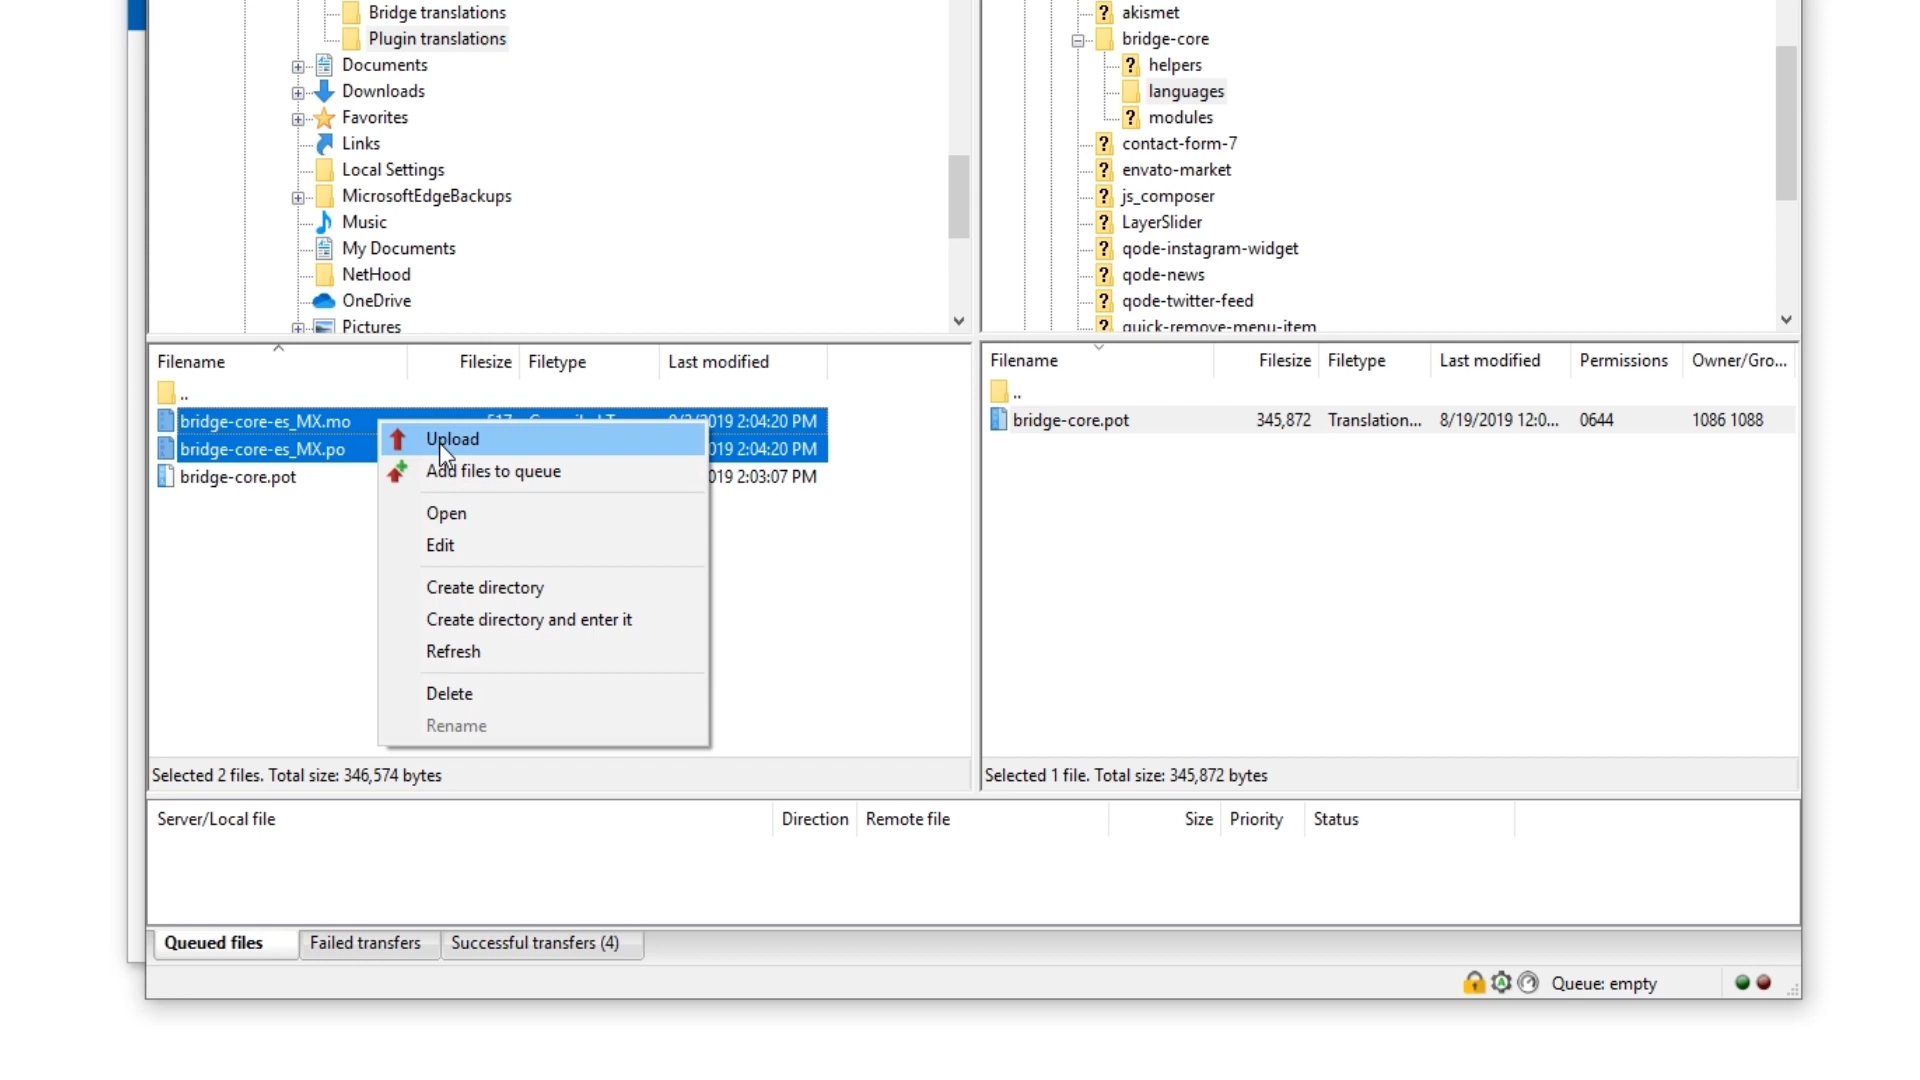 Bridge translations
Plugin translations
Documents
Downloads
Favorites
Links
Local Settings
MicrosoftEdgeBackups
Music
My Documents
NetHood
OneDrive
Pictures
akismet
bridge-core
helpers
languages
modules
contact-form-7
envato-market
js_composer
LayerSlider
qode-instagram-widget
qode-news
qode-twitter-feed
quick-remove-menu-item
Filename Filesize Filetype Last modified
..
bridge-core-es_MX.mo 019 2:04:20 PM
bridge-core-es_MX.po 019 2:04:20 PM
bridge-core.pot 019 2:03:07 PM
Upload
Add files to queue
Open
Edit
Create directory
Create directory and enter it
Refresh
Delete
Rename
Selected 2 files. Total size: 346,574 bytes
Filename Filesize Filetype Last modified Permissions Owner/Gro...
..
bridge-core.pot 345,872 Translation... 8/19/2019 12:0... 0644 1086 1088
Selected 1 file. Total size: 345,872 bytes
Server/Local file Direction Remote file Size Priority Status
Queued files Failed transfers Successful transfers (4)
Queue: empty